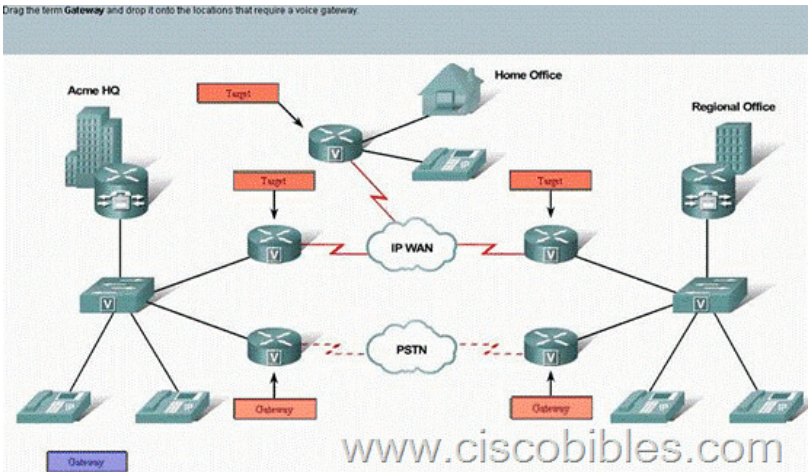 Drag the term Gateway and drop it onto the locations that require a voice gateway.
Home Office
Acme HQ
Target
Regional Office
Target
Target
V
V
IP WAN
V
V
V
V
PSTN
V
Gateway
Gateway
www.ciscobibles.com
Gateway